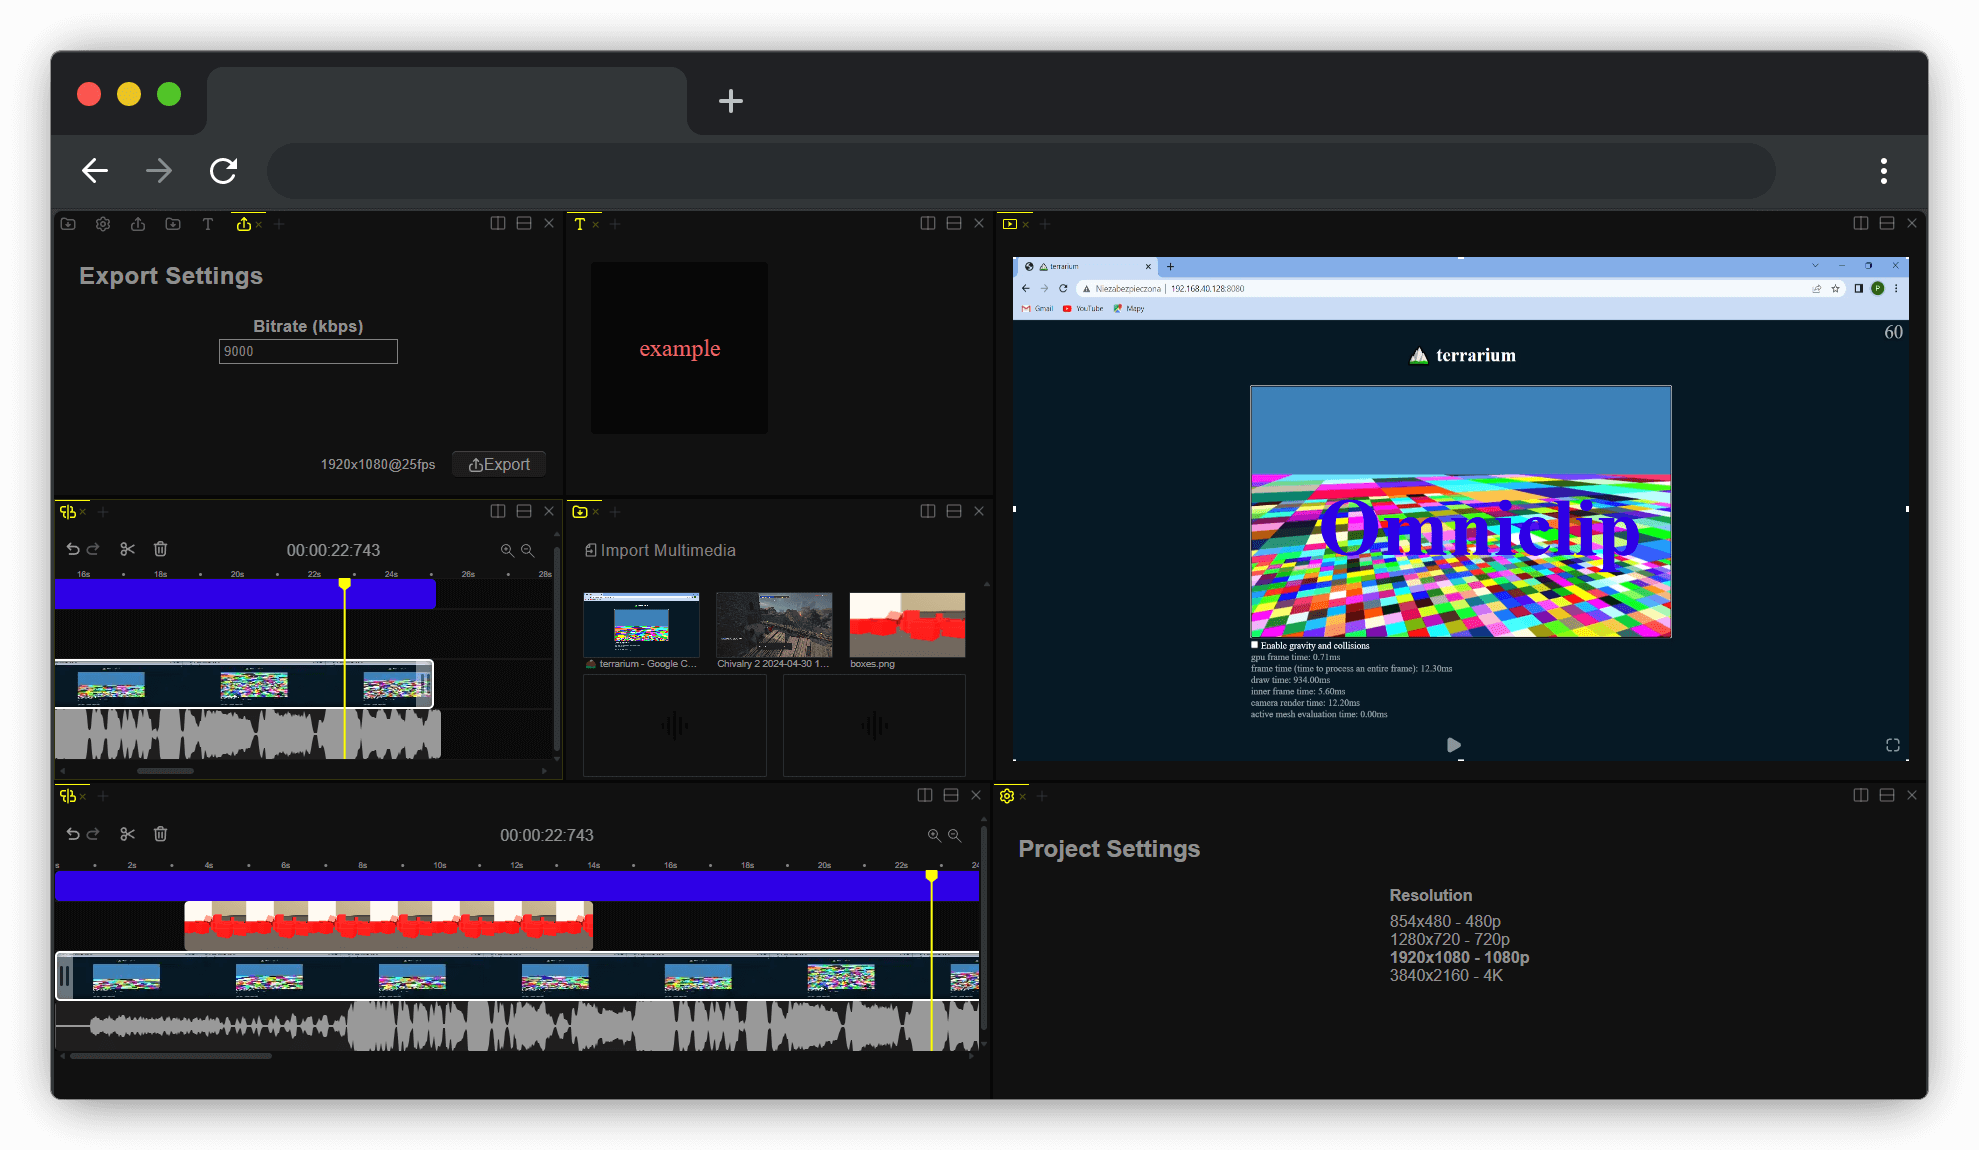 Export Settings
Bitrate (kbps)
9000
1920x1080@25fps
Export
T
example
00:00:22:743
16s 18s 20s 22s 24s 26s 28s
Import Multimedia
terrarium - Google C...
Chivalry 2 2024-04-30 1...
boxes.png
terrarium
Niezabezpieczona | 192.168.40.128:8080
Gmail YouTube Mapy
P
60
terrarium
Omniclip
Enable gravity and collisions
gpu frame time: 0.71ms
frame time (time to process an entire frame): 12.30ms
draw time: 934.00ms
inner frame time: 5.60ms
camera render time: 12.20ms
active mesh evaluation time: 0.00ms
00:00:22:743
s 2s 4s 6s 8s 10s 12s 14s 16s 18s 20s 22s 24
Project Settings
Resolution
854x480 - 480p
1280x720 - 720p
1920x1080 - 1080p
3840x2160 - 4K